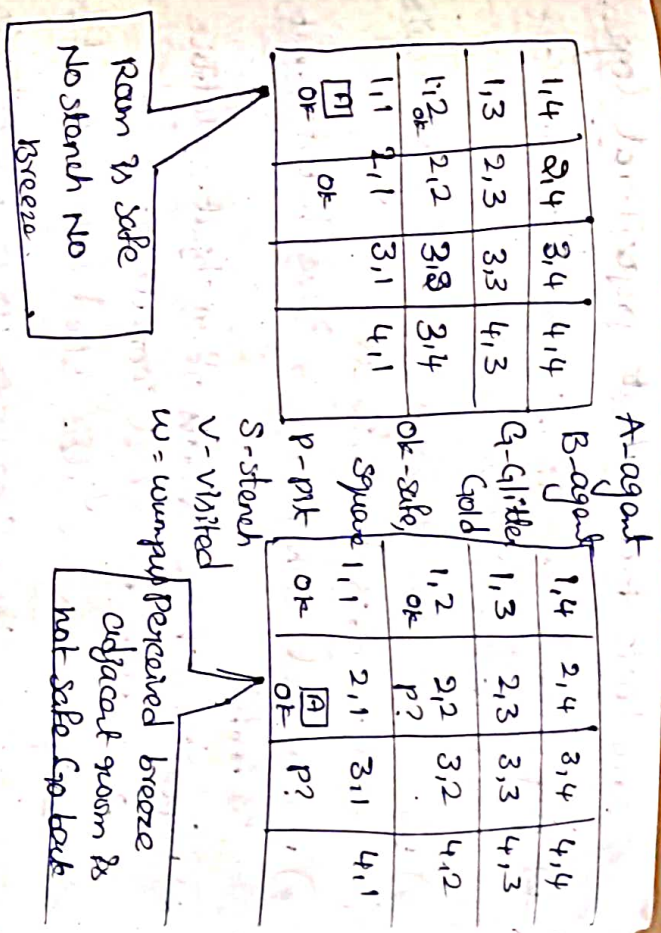 1,4 2,4 3,4 4,4
1,3 2,3 3,3 4,3
1,2 2,2 3,2 3,4
ok
1,1 2,1 3,1 4,1
A ok
ok
Room is safe
No stench No
Breeze.
A-agant
B-agant
G-Glitter
Gold
ok-safe,
square
p-pit
S-stench
V-visited
w=wumpus
1,4 2,4 3,4 4,4
1,3 2,3 3,3 4,3
1,2 2,2 3,2 4,2
ok p?
1,1 2,1 3,1 4,1
ok A p?
ok
Perceived breeze
adjacent room is
not safe Go back